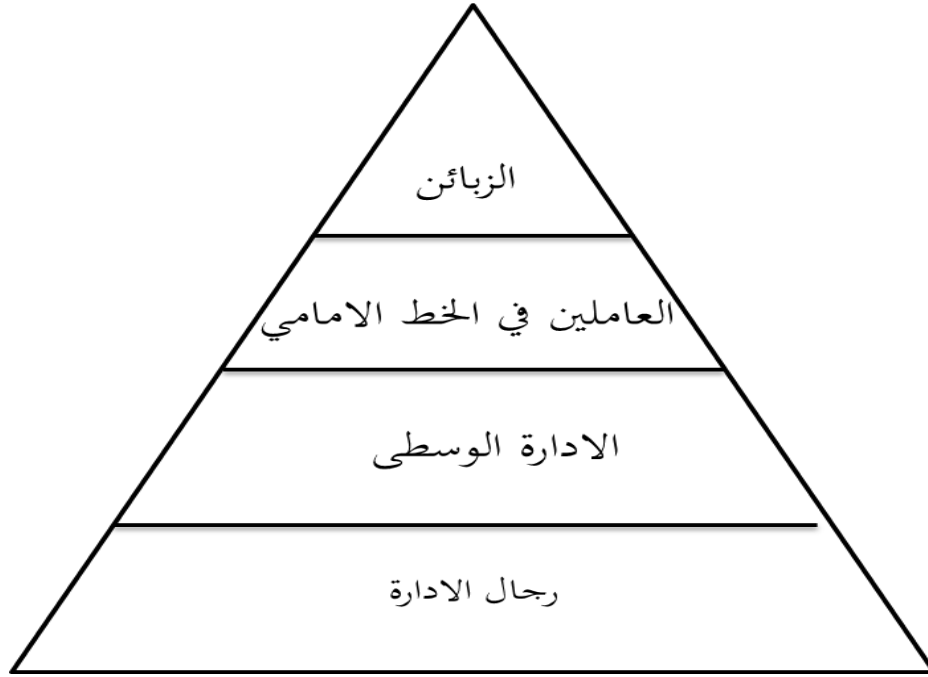 الزبائن
العاملين في الخط الامامي
الادارة الوسطى
رجال الادارة